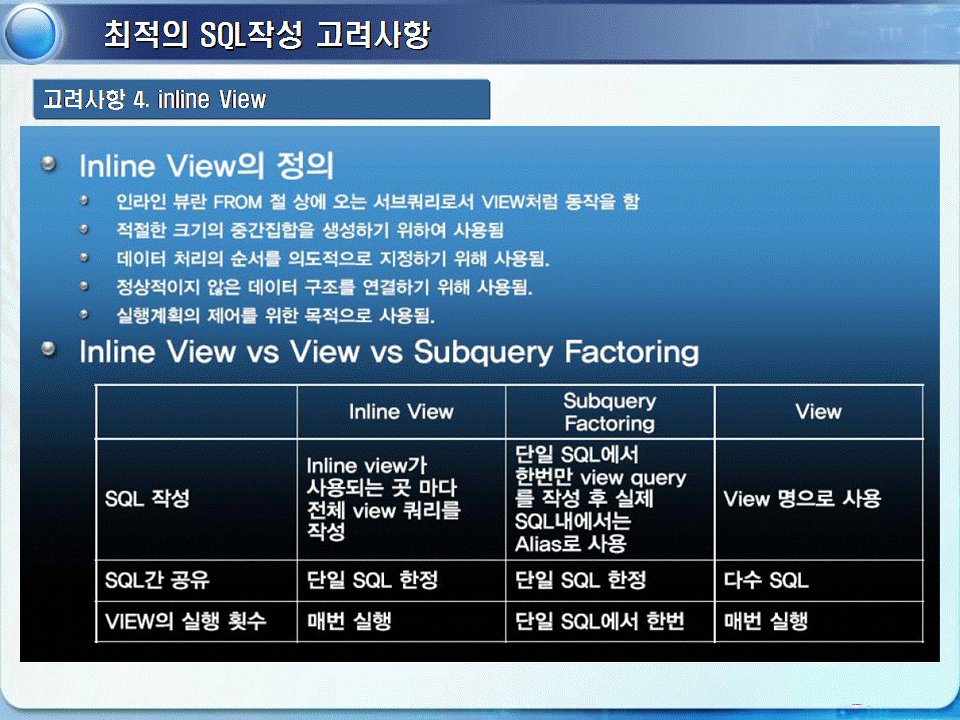 최적의 SQL작성 고려사항
고려사항 4. inline View
Inline View의 정의
인라인 뷰란 FROM 절 상에 오는 서브쿼리로서 VIEW처럼 동작을 함
적절한 크기의 중간집합을 생성하기 위하여 사용됨
데이터 처리의 순서를 의도적으로 지정하기 위해 사용됨.
정상적이지 않은 데이터 구조를 연결하기 위해 사용됨.
실행계획의 제어를 위한 목적으로 사용됨.
Inline View vs View vs Subquery Factoring
Inline View
Subquery
Factoring
View
SQL 작성
Inline view가
사용되는 곳 마다
전체 view 쿼리를
작성
단일 SQL에서
한번만 view query
를 작성 후 실제
SQL내에서는
Alias로 사용
View 명으로 사용
SQL간 공유
단일 SQL 한정
단일 SQL 한정
다수 SQL
VIEW의 실행 횟수
매번 실행
단일 SQL에서 한번
매번 실행